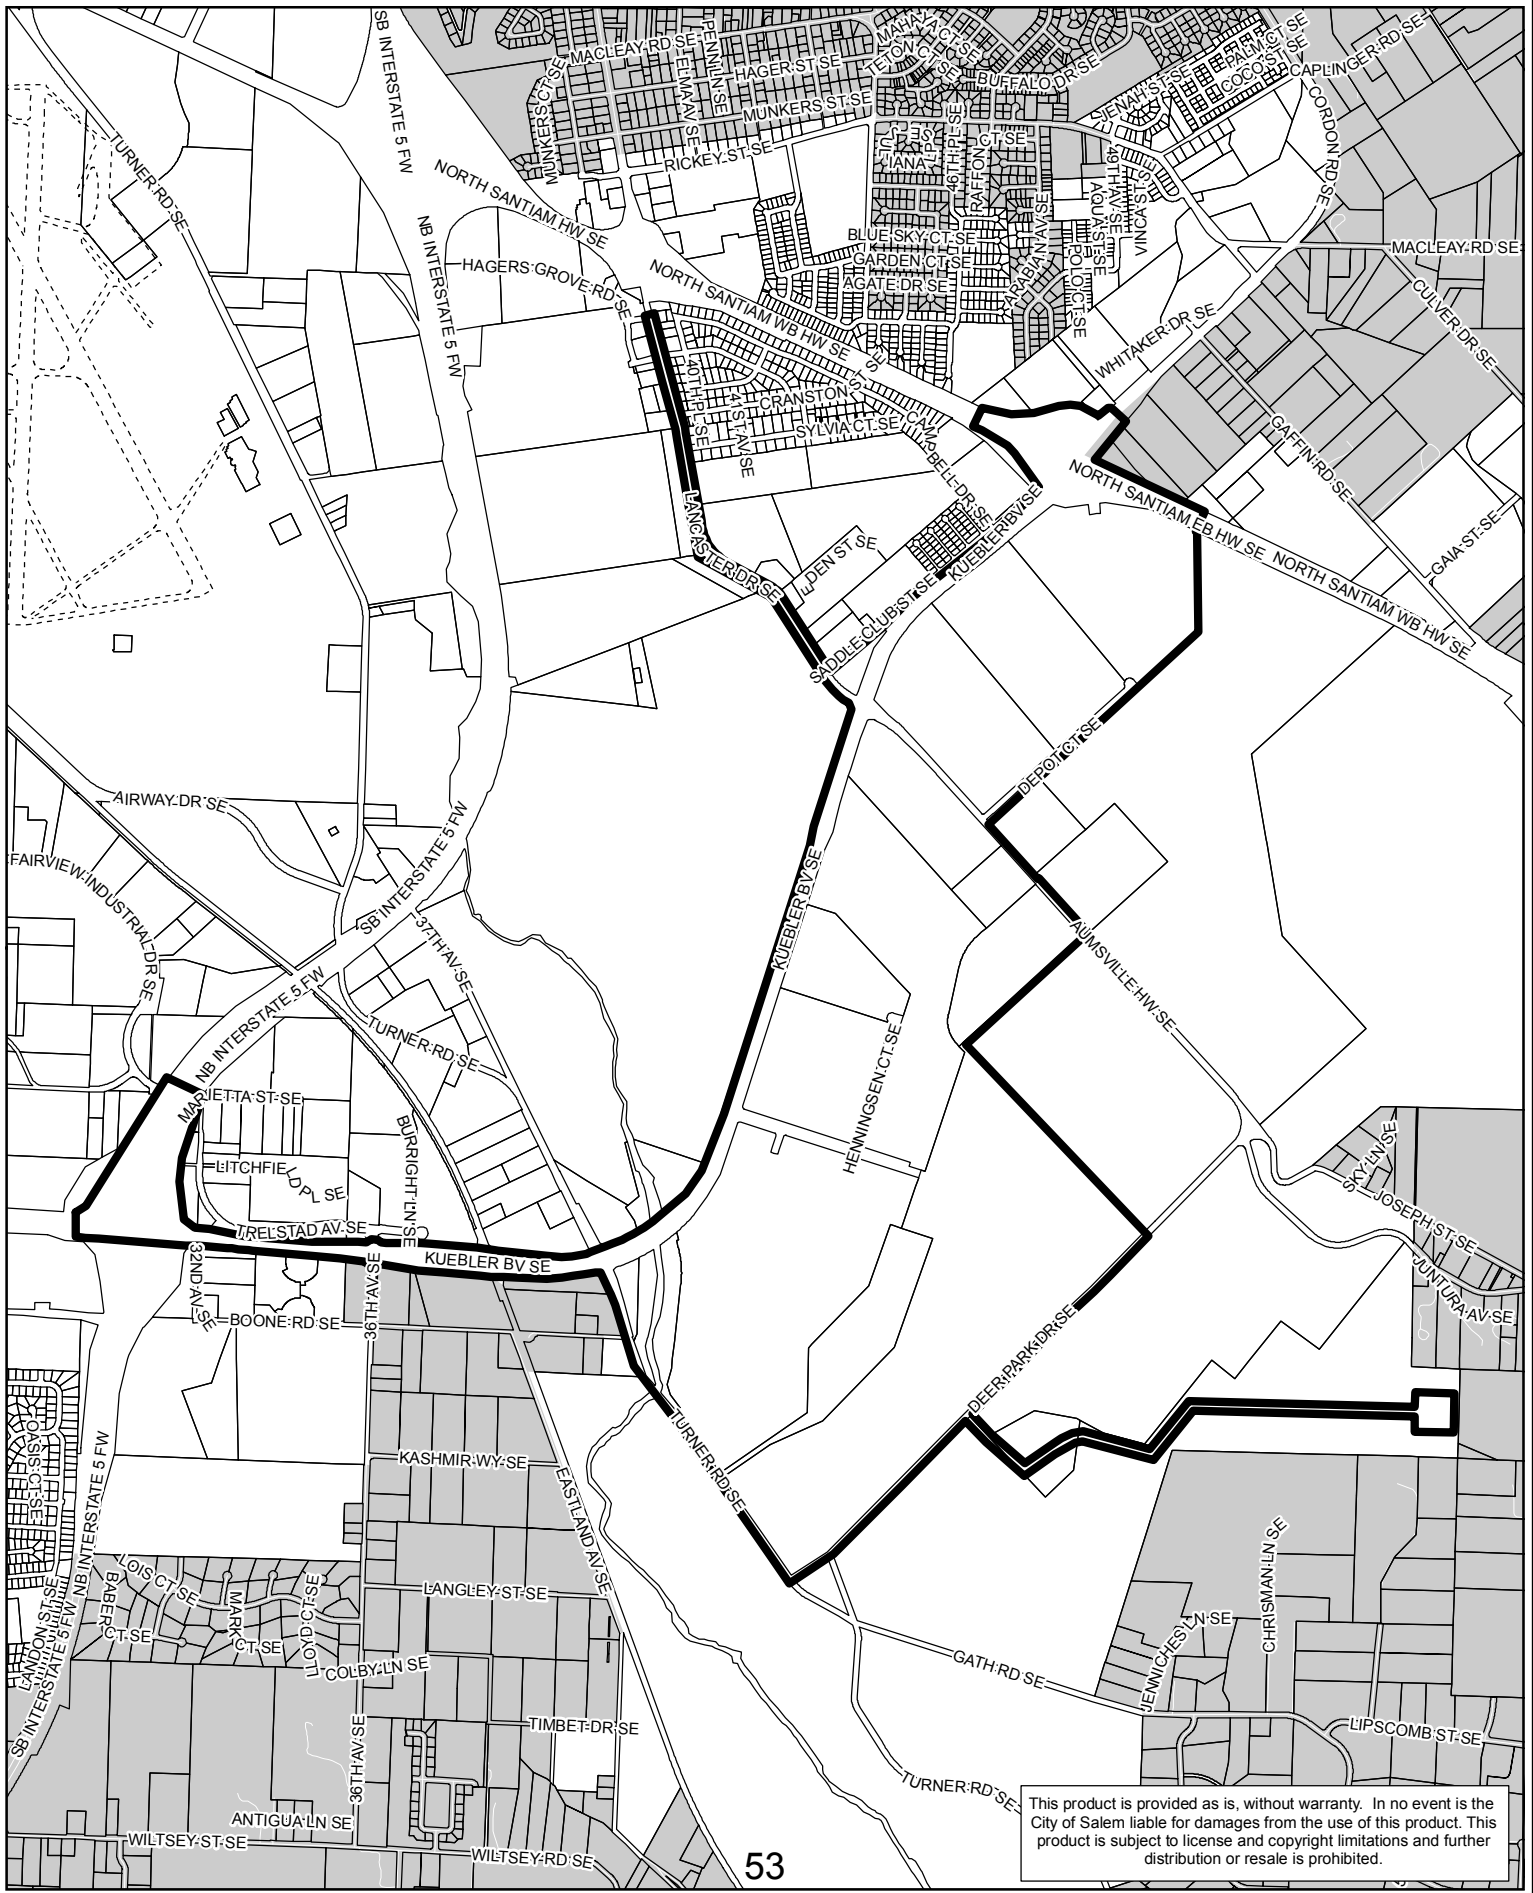 SB INTERSTATE 5 FW
MACLEAY RD SE
PENN LN SE
ELMA AV SE
HAGER ST SE
MAHAYA CT SE
TETON CT SE
BUFFALO DR SE
JENAH ST SE
PALM CT SE
COCO ST SE
CAPLINGER RD SE
MUNKERS CT SE
MUNKERS ST SE
RICKEY ST SE
46TH PL SE
RAFFON
CT SE
49TH AV SE
AQUA ST SE
VINCA ST S
CORDON RD SE
TURNER RD SE
NORTH SANTIAM HW SE
NB INTERSTATE 5 FW
HAGERS GROVE RD SE
NORTH SANTIAM WB HW SE
BLUE SKY CT SE
GARDEN CT SE
AGATE DR SE
ARABIAN AV SE
POLO CT SE
WHITAKER DR SE
MACLEAY RD SE
CULVER DR SE
40TH PL SE
41ST AV SE
CRANSTON
ST SE
SYLVIA CT SE
CAMPBELL DR SE
GAFFIN RD SE
GAIA ST SE
LANCASTER DR SE
EDEN ST SE
KUEBLER BV SE
SADDLE CLUB ST SE
KUEBLER BV SE
NORTH SANTIAM EB HW SE
NORTH SANTIAM WB HW SE
DEPOT CT SE
AIRWAY DR SE
FAIRVIEW INDUSTRIAL DR SE
SB INTERSTATE 5 FW
37TH AV SE
KUEBLER BV SE
AUMSVILLE HW SE
NB INTERSTATE 5 FW
TURNER RD SE
MARIETTA ST SE
BURRIGHT LN SE
HENNINGSEN CT SE
LITCHFIELD PL SE
TRELSTAD AV SE
KUEBLER BV SE
32ND AV SE
36TH AV SE
BOONE RD SE
SKY LN SE
JOSEPH ST SE
JUNTURA AV SE
DEER PARK DR SE
OASIS CT SE
NB INTERSTATE 5 FW
KASHMIR WY SE
EASTLAND AV SE
TURNER RD SE
LANDON ST SE
SB INTERSTATE 5 FW
NB INTERSTATE 5 FW
BABER
CT SE
LOIS CT SE
MARK
CT SE
LLOYD CT SE
LANGLEY ST SE
COLBY LN SE
CHRISMAN LN SE
JENNICHES LN SE
GATH RD SE
LIPSCOMB ST SE
TIMBET DR SE
36TH AV SE
TURNER RD SE
ANTIGUA LN SE
WILTSEY ST SE
WILTSEY RD SE
53
This product is provided as is, without warranty. In no event is the
City of Salem liable for damages from the use of this product. This
product is subject to license and copyright limitations and further
distribution or resale is prohibited.